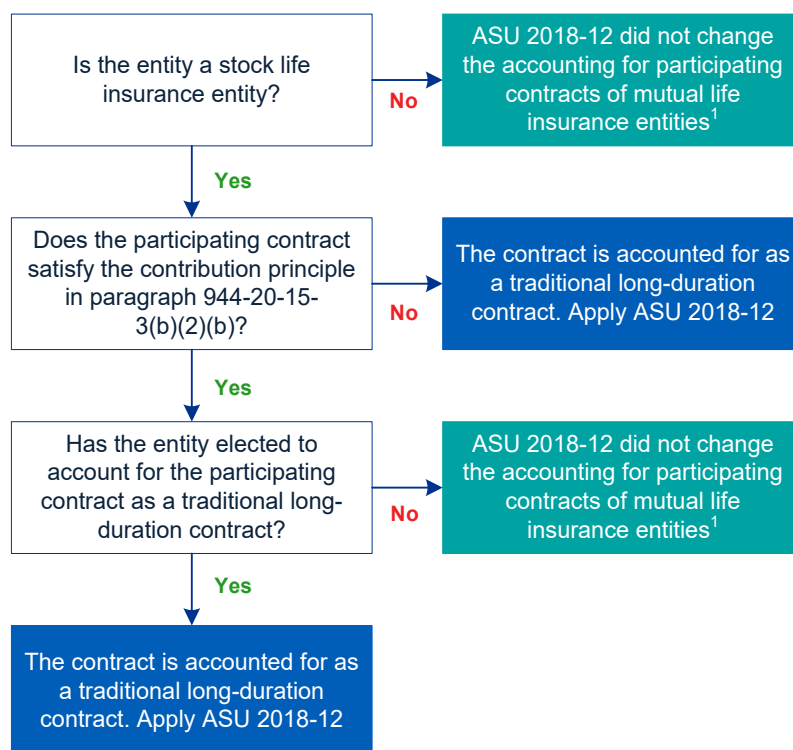 Is the entity a stock life
insurance entity?
No
ASU 2018-12 did not change
the accounting for participating
contracts of mutual life
insurance entities1
Yes
Does the participating contract
satisfy the contribution principle
in paragraph 944-20-15-
3(b)(2)(b)?
No
The contract is accounted for as
a traditional long-duration
contract. Apply ASU 2018-12
Yes
Has the entity elected to
account for the participating
contract as a traditional long-
duration contract?
No
ASU 2018-12 did not change
the accounting for participating
contracts of mutual life
insurance entities1
Yes
The contract is accounted for as
a traditional long-duration
contract. Apply ASU 2018-12